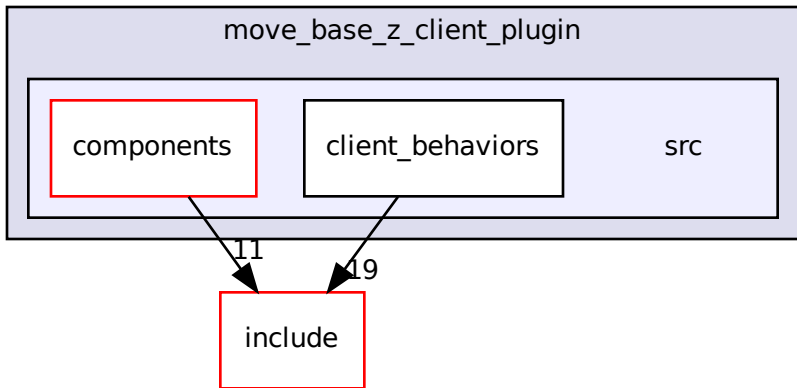 move_base_z_client_plugin
components
client_behaviors
src
11
19
include